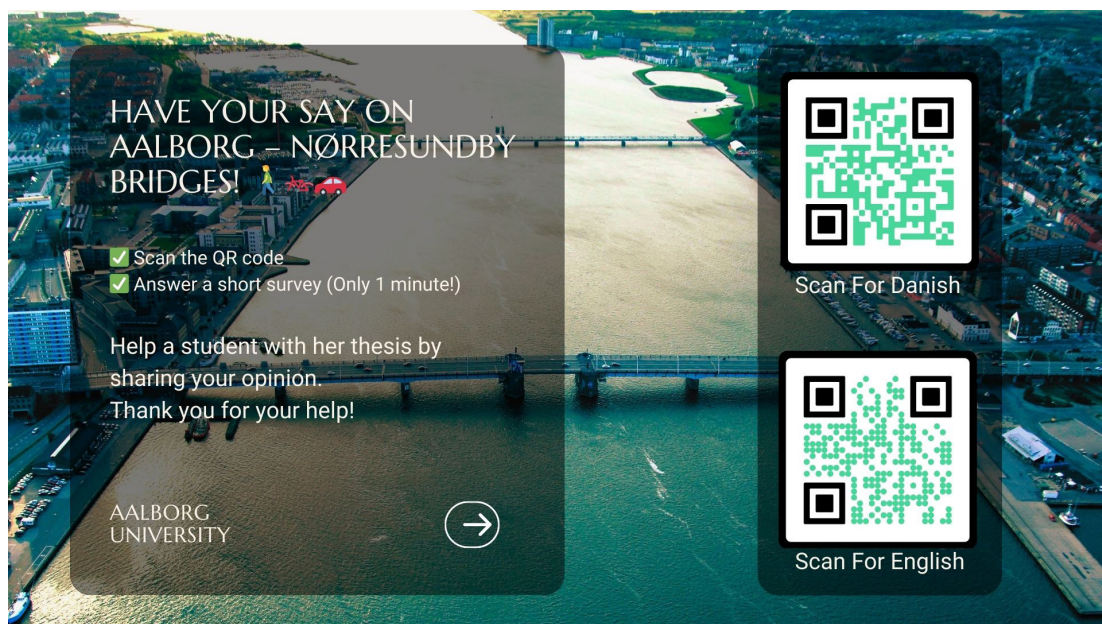 HAVE YOUR SAY ON
AALBORG – NØRRESUNDBY
BRIDGES! 🚶🚲🚗
✅ Scan the QR code
✅ Answer a short survey (Only 1 minute!)
Help a student with her thesis by
sharing your opinion.
Thank you for your help!
AALBORG
UNIVERSITY
Scan For Danish
Scan For English